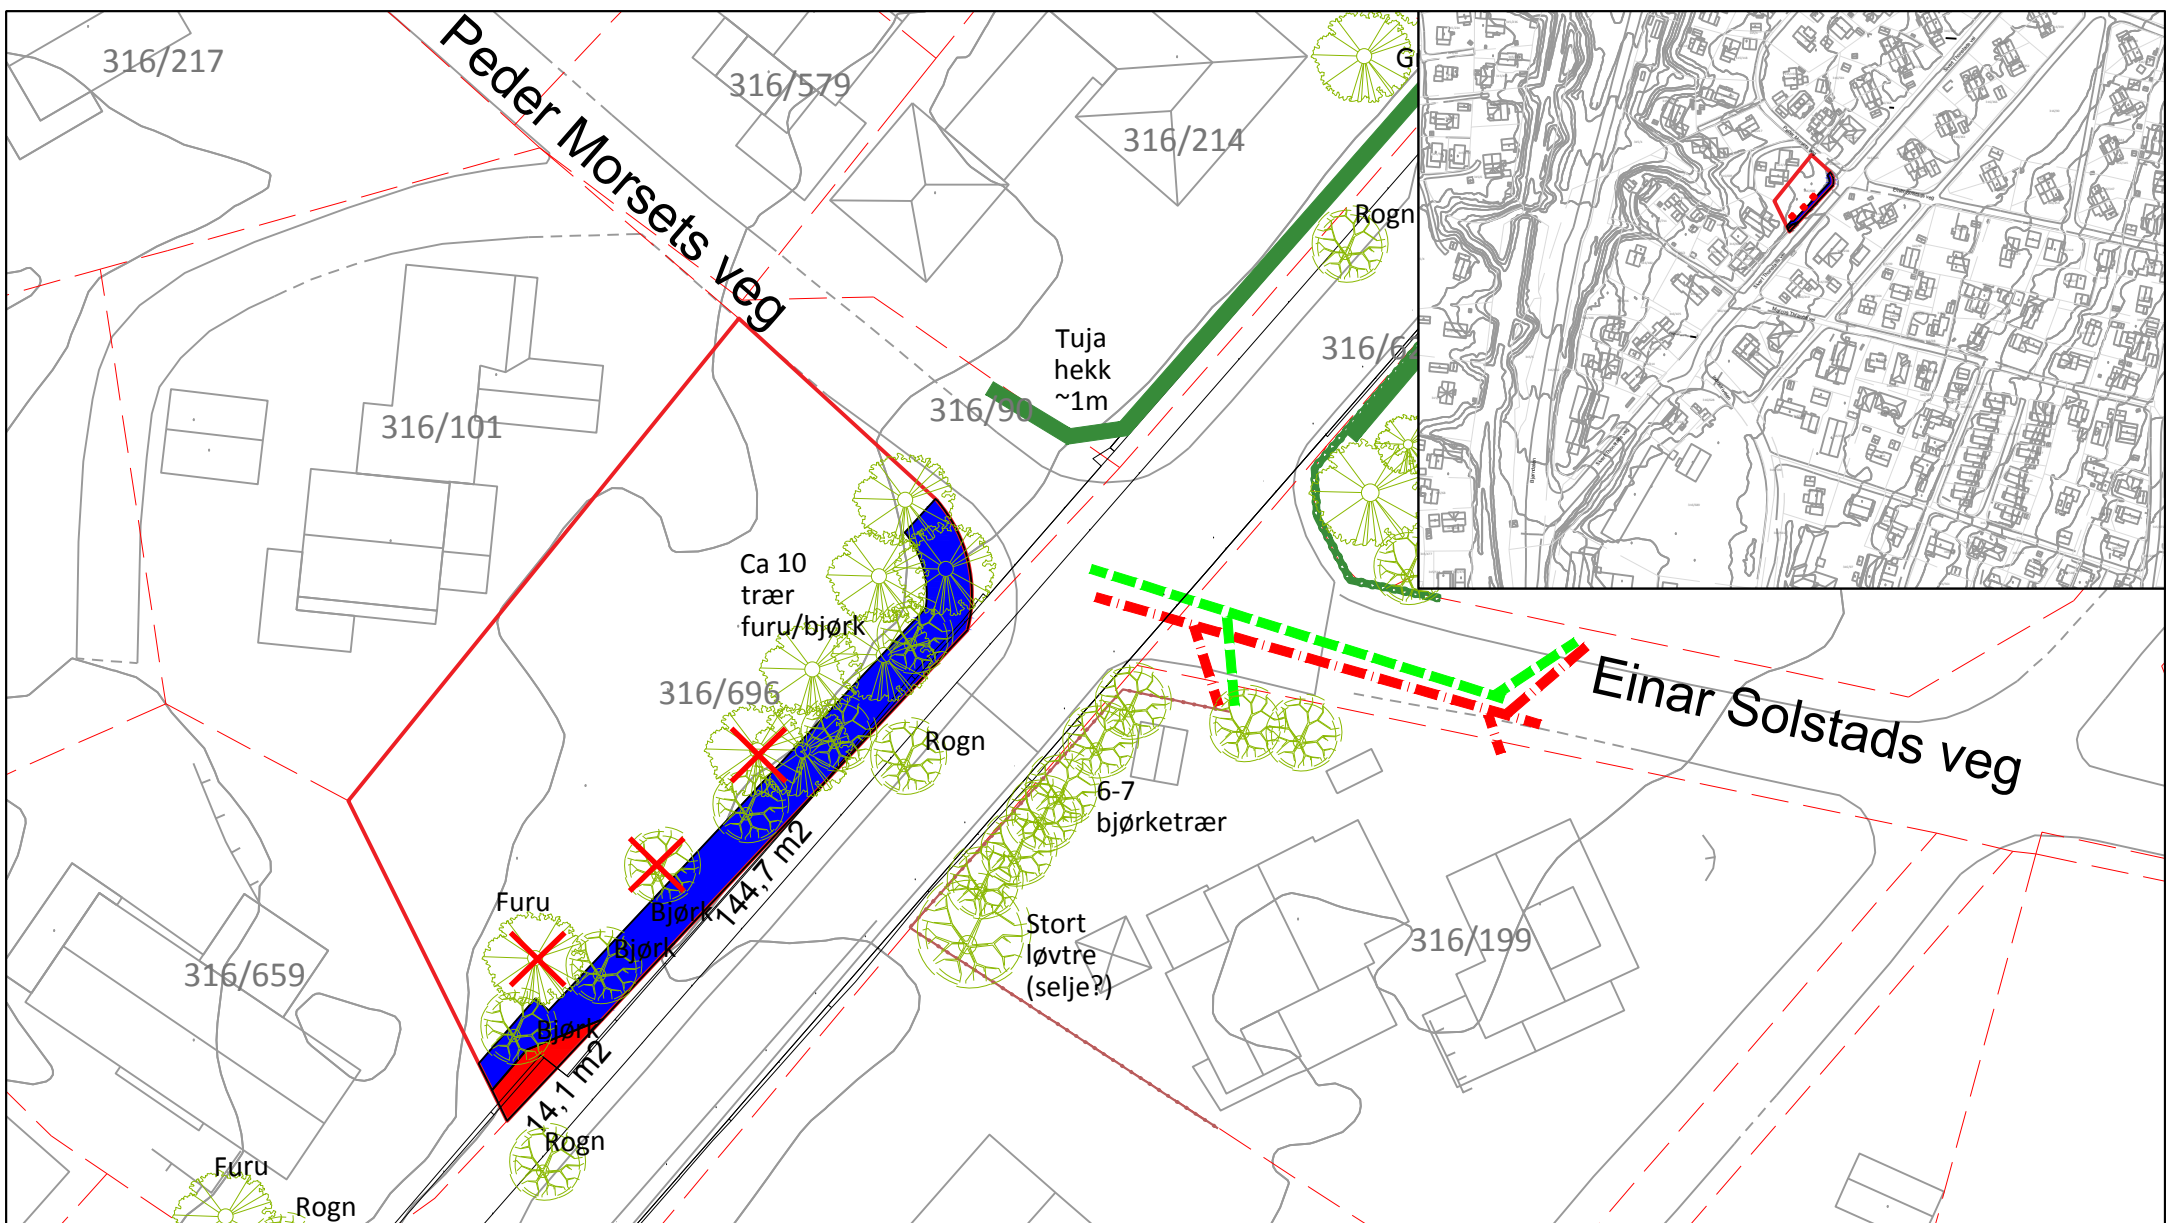 316/217
Peder Morsets veg
316/579
316/214
Rogn
Tuja
hekk
~1m
316/90
316/101
Ca 10
trær
furu/bjørk
316/696
Rogn
Einar Solstads veg
6-7
bjørketrær
144,7 m2
Furu
Bjørk
Bjørk
Bjørk
Stort
løvtre
(selje?)
316/199
316/659
14,1 m2
Rogn
Furu
Rogn